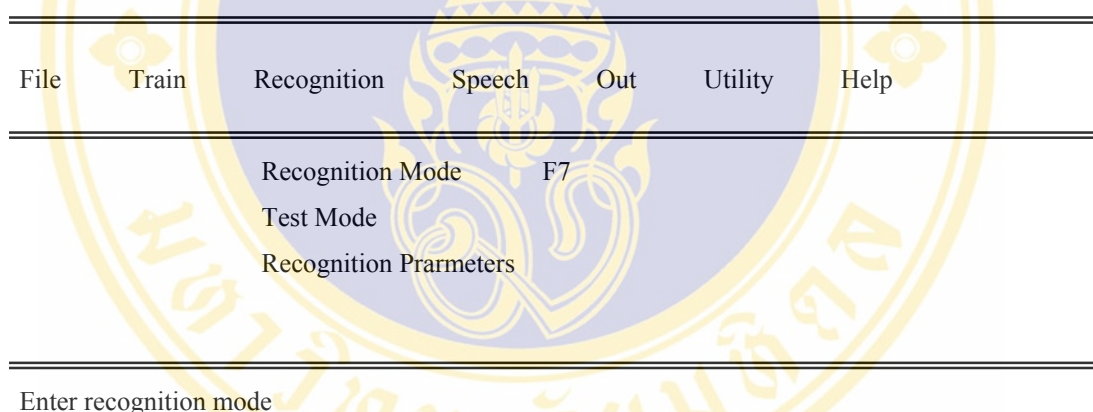 File Train Recognition Speech Out Utility Help
Recognition Mode F7
Test Mode
Recognition Prarmeters
Enter recognition mode